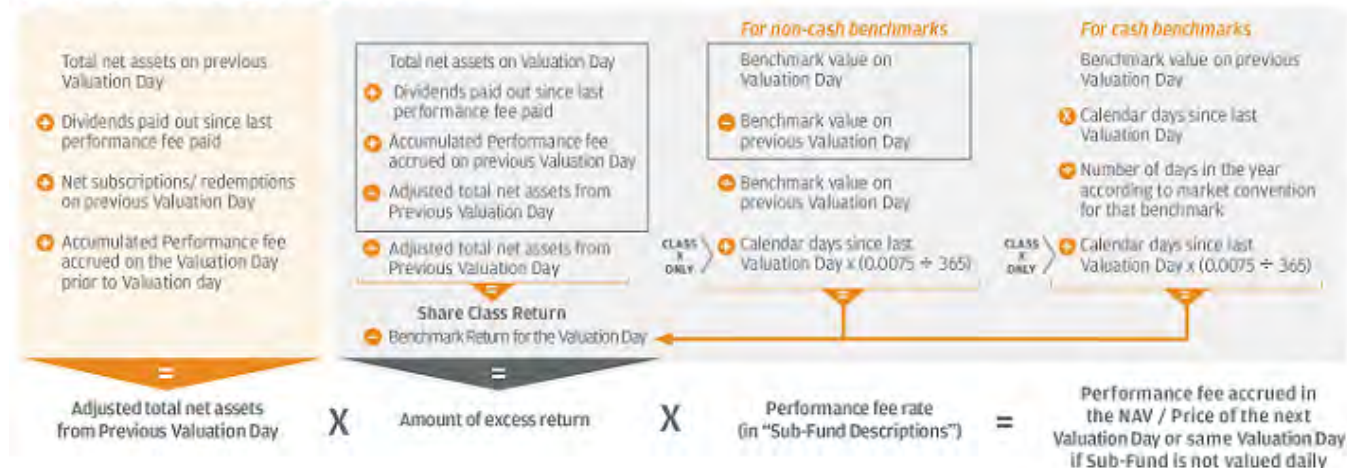 Total net assets on previous
Valuation Day
+ Dividends paid out since last
performance fee paid
+ Net subscriptions/ redemptions
on previous Valuation Day
+ Accumulated Performance fee
accrued on the Valuation Day
prior to Valuation day
=
Adjusted total net assets
from Previous Valuation Day
X
Total net assets on Valuation Day
+ Dividends paid out since last
performance fee paid
+ Accumulated Performance fee
accrued on previous Valuation Day
− Adjusted total net assets from
Previous Valuation Day
Adjusted total net assets from
Previous Valuation Day
=
Share Class Return
− Benchmark Return for the Valuation Day
=
Amount of excess return
X
For non-cash benchmarks
Benchmark value on
Valuation Day
− Benchmark value on
previous Valuation Day
Benchmark value on
previous Valuation Day
CLASS
X
ONLY
+ Calendar days since last
Valuation Day x (0.0075 ÷ 365)
=
For cash benchmarks
Benchmark value on previous
Valuation Day
X Calendar days since last
Valuation Day
Number of days in the year
according to market convention
for that benchmark
CLASS
X
ONLY
+ Calendar days since last
Valuation Day x (0.0075 ÷ 365)
=
Performance fee rate
(in "Sub-Fund Descriptions")
=
Performance fee accrued in
the NAV / Price of the next
Valuation Day or same Valuation Day
if Sub-Fund is not valued daily